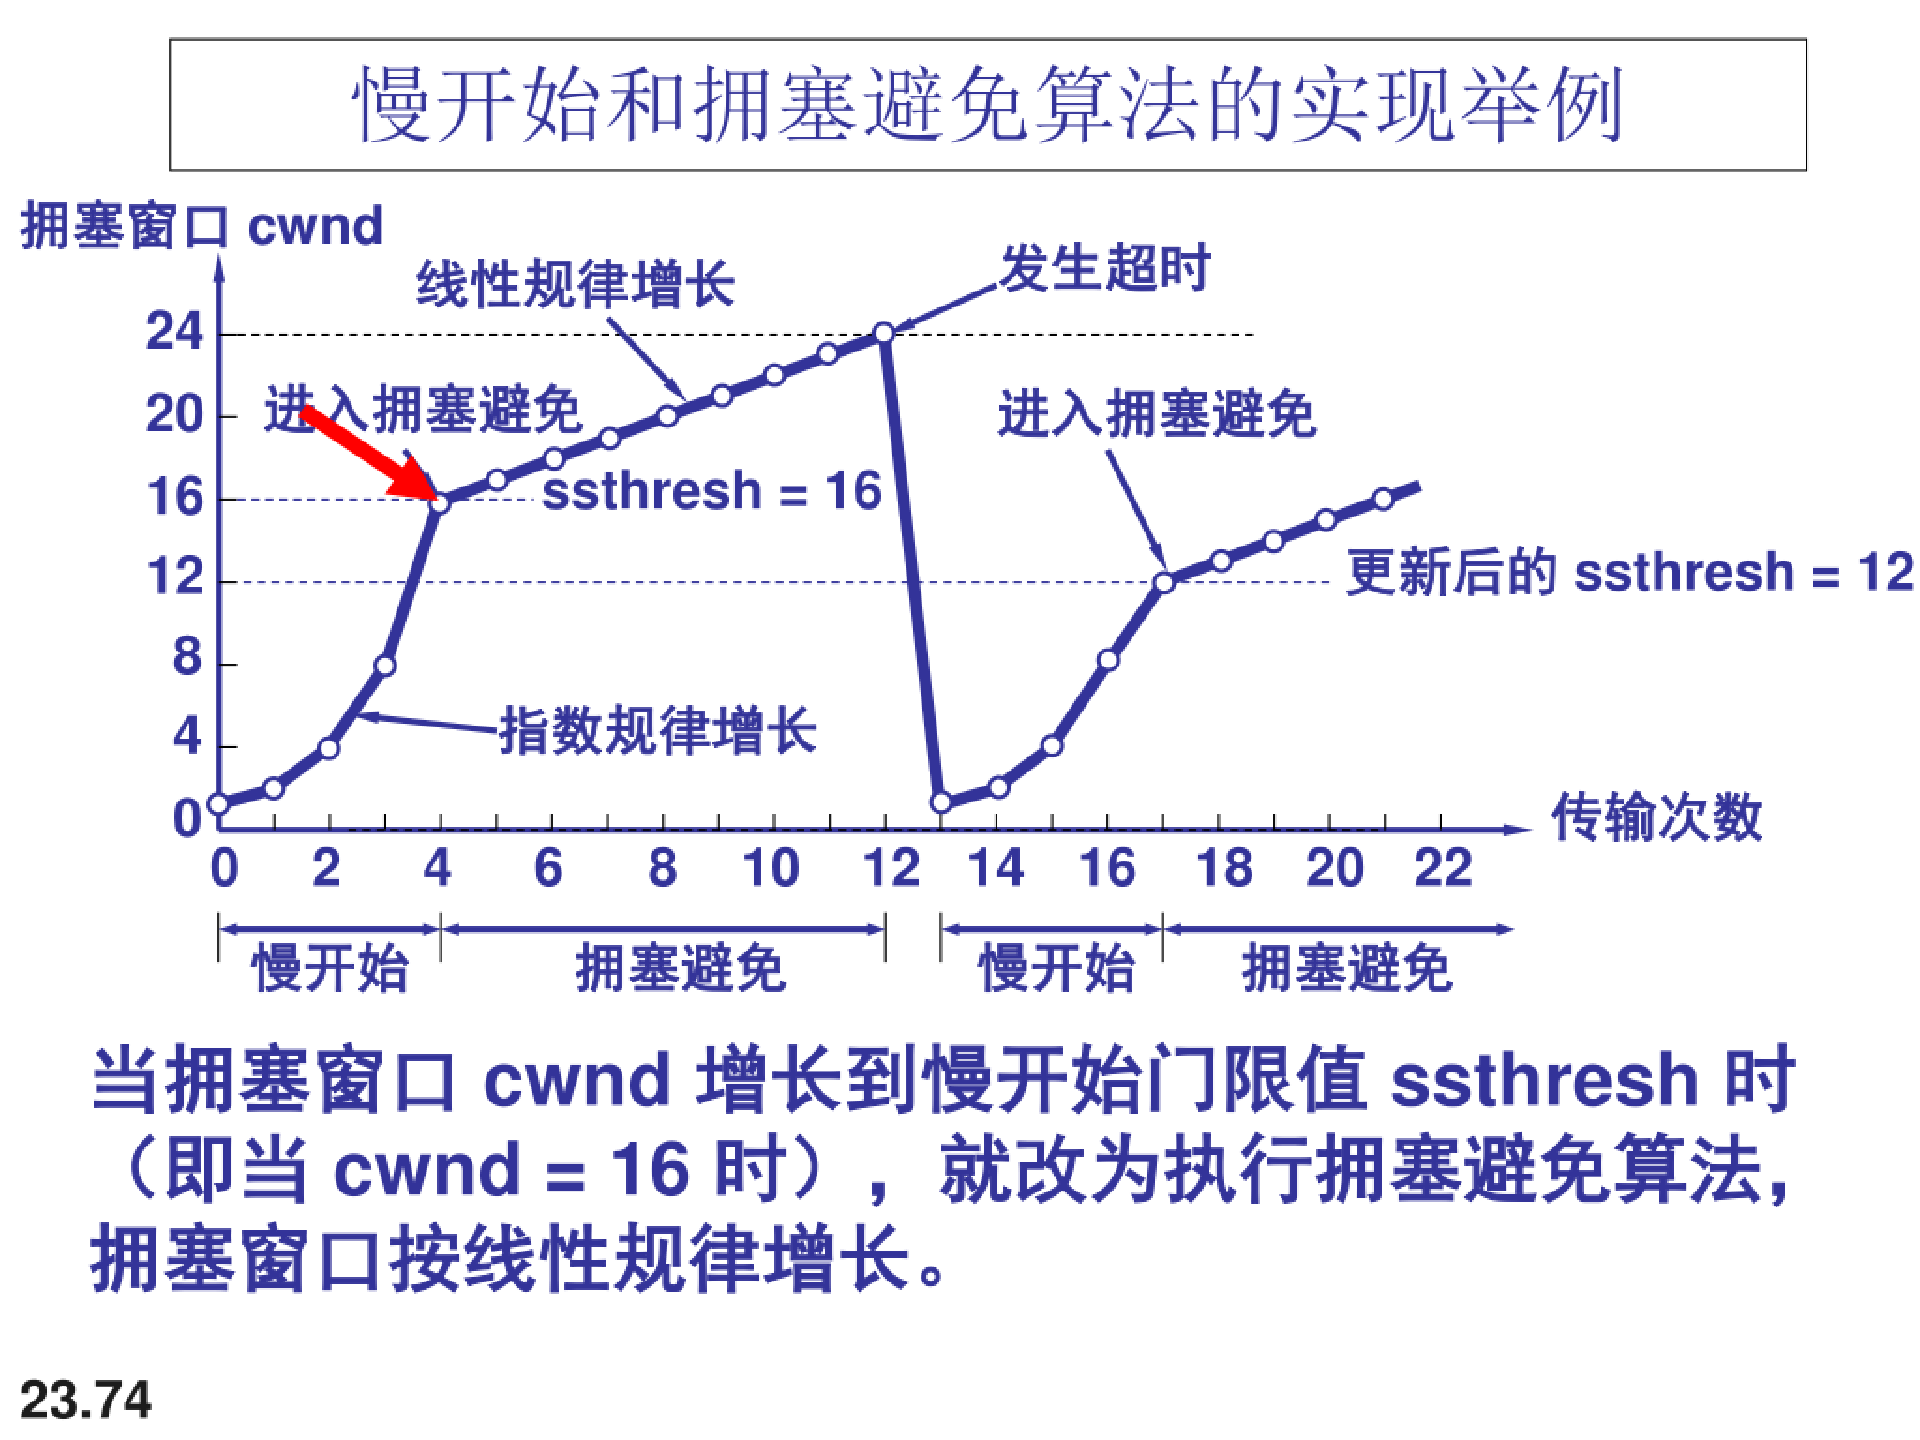 慢开始和拥塞避免算法的实现举例
拥塞窗口 cwnd
线性规律增长
发生超时
24
进入拥塞避免
20
进入拥塞避免
16
ssthresh = 16
12
更新后的 ssthresh = 12
8
4
指数规律增长
0
传输次数
0 2 4 6 8 10 12 14 16 18 20 22
慢开始 拥塞避免 慢开始 拥塞避免
当拥塞窗口 cwnd 增长到慢开始门限值 ssthresh 时
（即当 cwnd = 16 时），就改为执行拥塞避免算法，
拥塞窗口按线性规律增长。
23.74